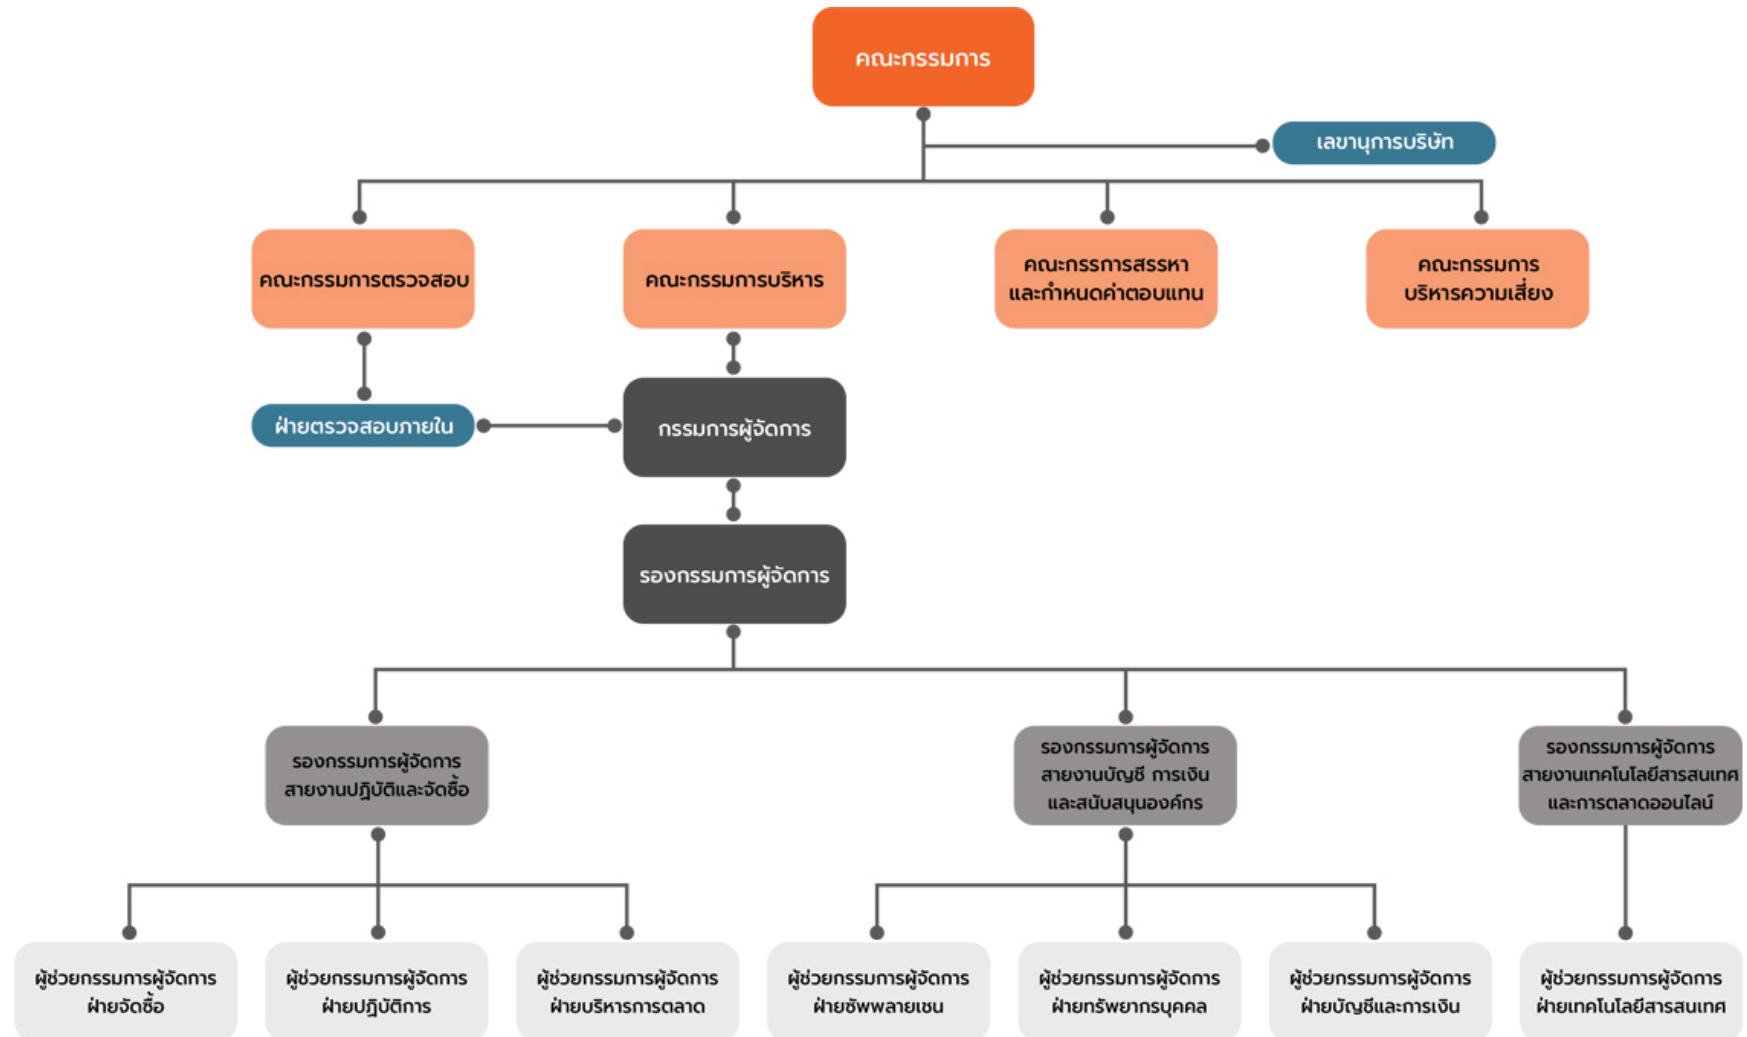 คณะกรรมการ
เลขานุการบริษัท
คณะกรรมการตรวจสอบ
คณะกรรมการบริหาร
คณะกรรการสรรหา
และกำหนดค่าตอบแทน
คณะกรรมการ
บริหารความเสี่ยง
ฝ่ายตรวจสอบภายใน
กรรมการผู้จัดการ
รองกรรมการผู้จัดการ
รองกรรมการผู้จัดการ
สายงานปฏิบัติและจัดซื้อ
รองกรรมการผู้จัดการ
สายงานบัญชี การเงิน
และสนับสนุนองค์กร
รองกรรมการผู้จัดการ
สายงานเทคโนโลยีสารสนเทศ
และการตลาดออนไลน์
ผู้ช่วยกรรมการผู้จัดการ
ฝ่ายจัดซื้อ
ผู้ช่วยกรรมการผู้จัดการ
ฝ่ายปฏิบัติการ
ผู้ช่วยกรรมการผู้จัดการ
ฝ่ายบริหารการตลาด
ผู้ช่วยกรรมการผู้จัดการ
ฝ่ายซัพพลายเชน
ผู้ช่วยกรรมการผู้จัดการ
ฝ่ายทรัพยากรบุคคล
ผู้ช่วยกรรมการผู้จัดการ
ฝ่ายบัญชีและการเงิน
ผู้ช่วยกรรมการผู้จัดการ
ฝ่ายเทคโนโลยีสารสนเทศ